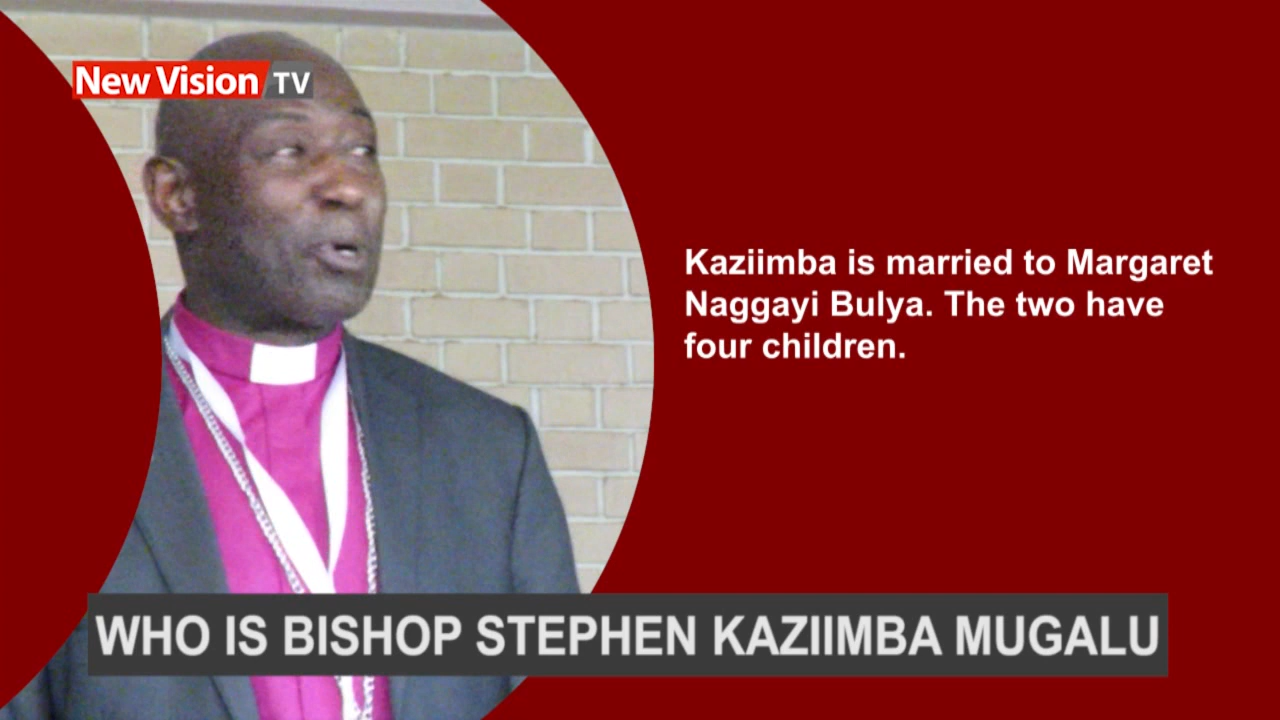 New Vision TV
Kaziimba is married to Margaret
Naggayi Bulya. The two have
four children.
WHO IS BISHOP STEPHEN KAZIIMBA MUGALU